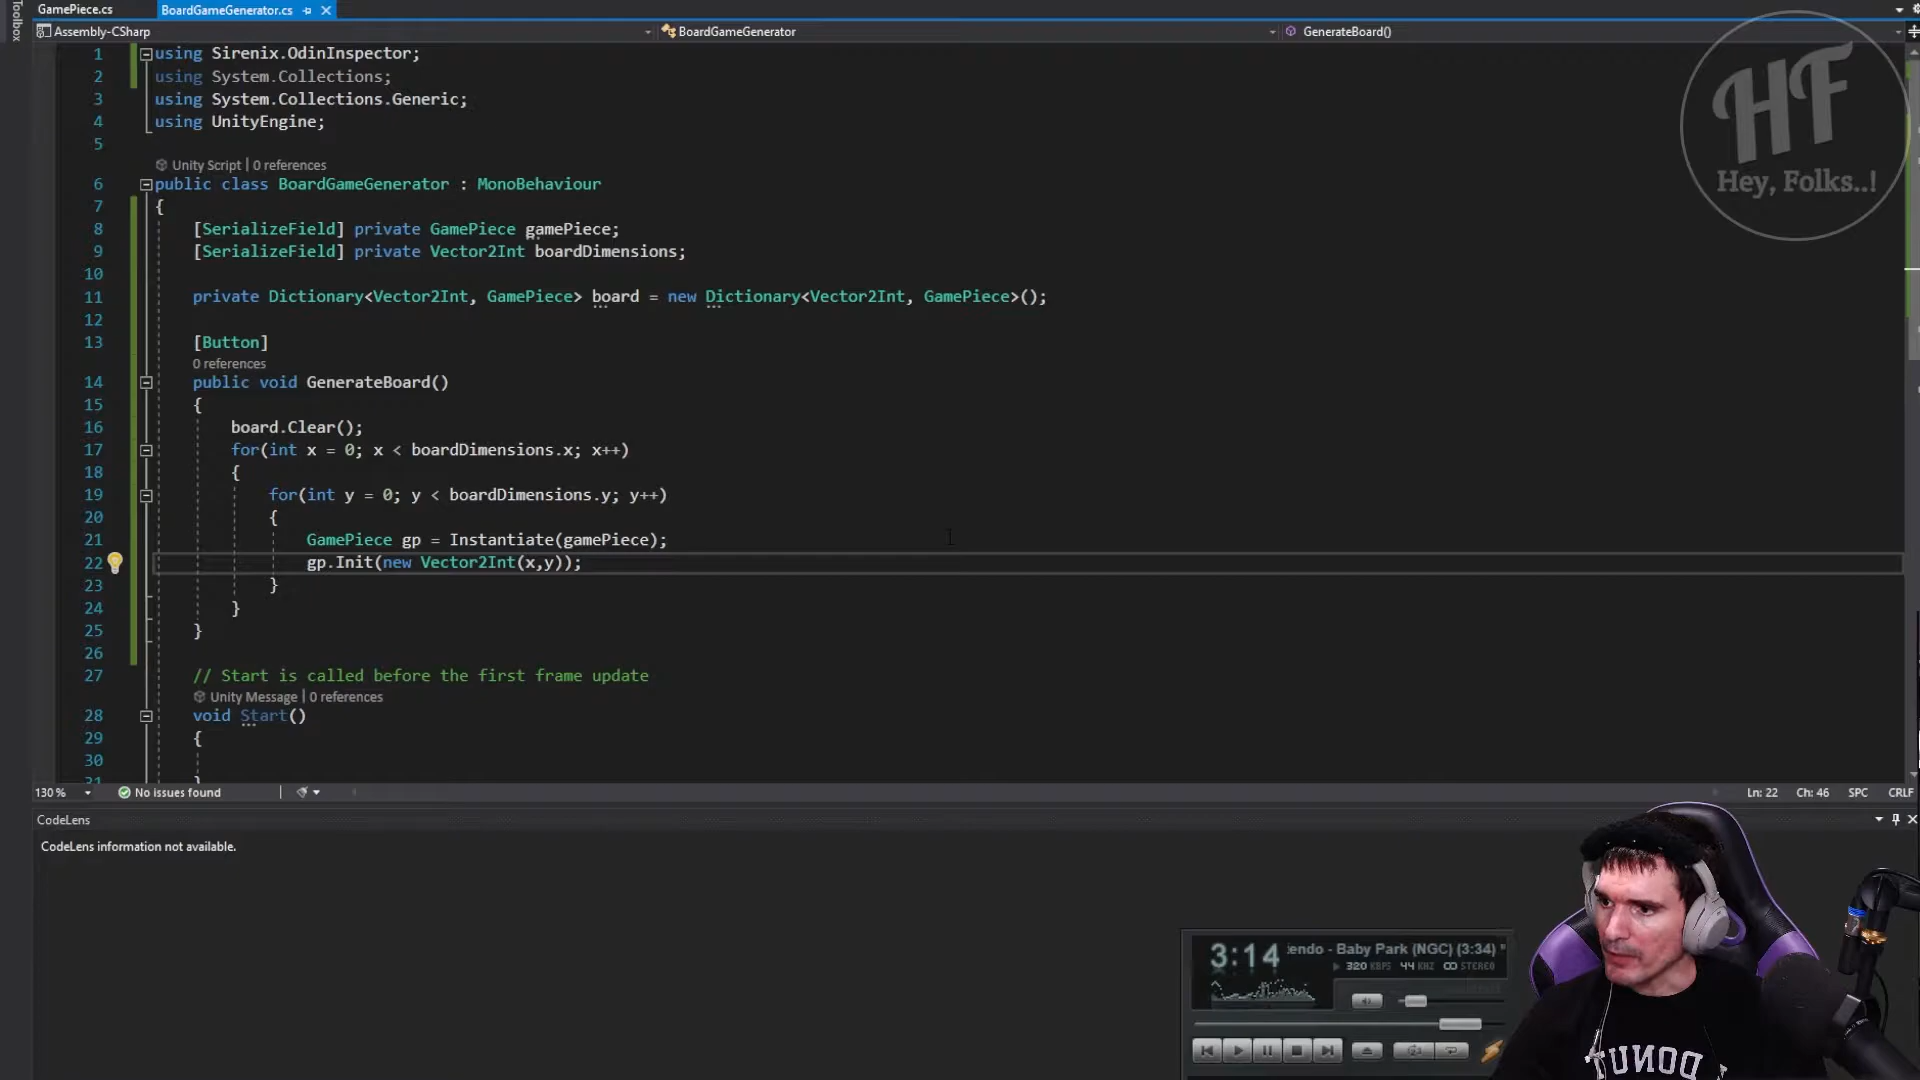 Toolbox
GamePiece.cs
BoardGameGenerator.cs
Assembly-CSharp
BoardGameGenerator
GenerateBoard()
HF
Hey, Folks..!
1 using Sirenix.OdinInspector;
2 using System.Collections;
3 using System.Collections.Generic;
4 using UnityEngine;
5
Unity Script | 0 references
6 public class BoardGameGenerator : MonoBehaviour
7 {
8 [SerializeField] private GamePiece gamePiece;
9 [SerializeField] private Vector2Int boardDimensions;
10
11 private Dictionary<Vector2Int, GamePiece> board = new Dictionary<Vector2Int, GamePiece>();
12
13 [Button]
0 references
14 public void GenerateBoard()
15 {
16 board.Clear();
17 for(int x = 0; x < boardDimensions.x; x++)
18 {
19 for(int y = 0; y < boardDimensions.y; y++)
20 {
21 GamePiece gp = Instantiate(gamePiece);
22 gp.Init(new Vector2Int(x,y));
23 }
24 }
25 }
26
27 // Start is called before the first frame update
Unity Message | 0 references
28 void Start()
29 {
30
31 }
130 %
No issues found
Ln: 22 Ch: 46 SPC CRLF
CodeLens
CodeLens information not available.
3:14
endo - Baby Park (NGC) (3:34) "
320 KBPS 44 KHZ STEREO
DONUT